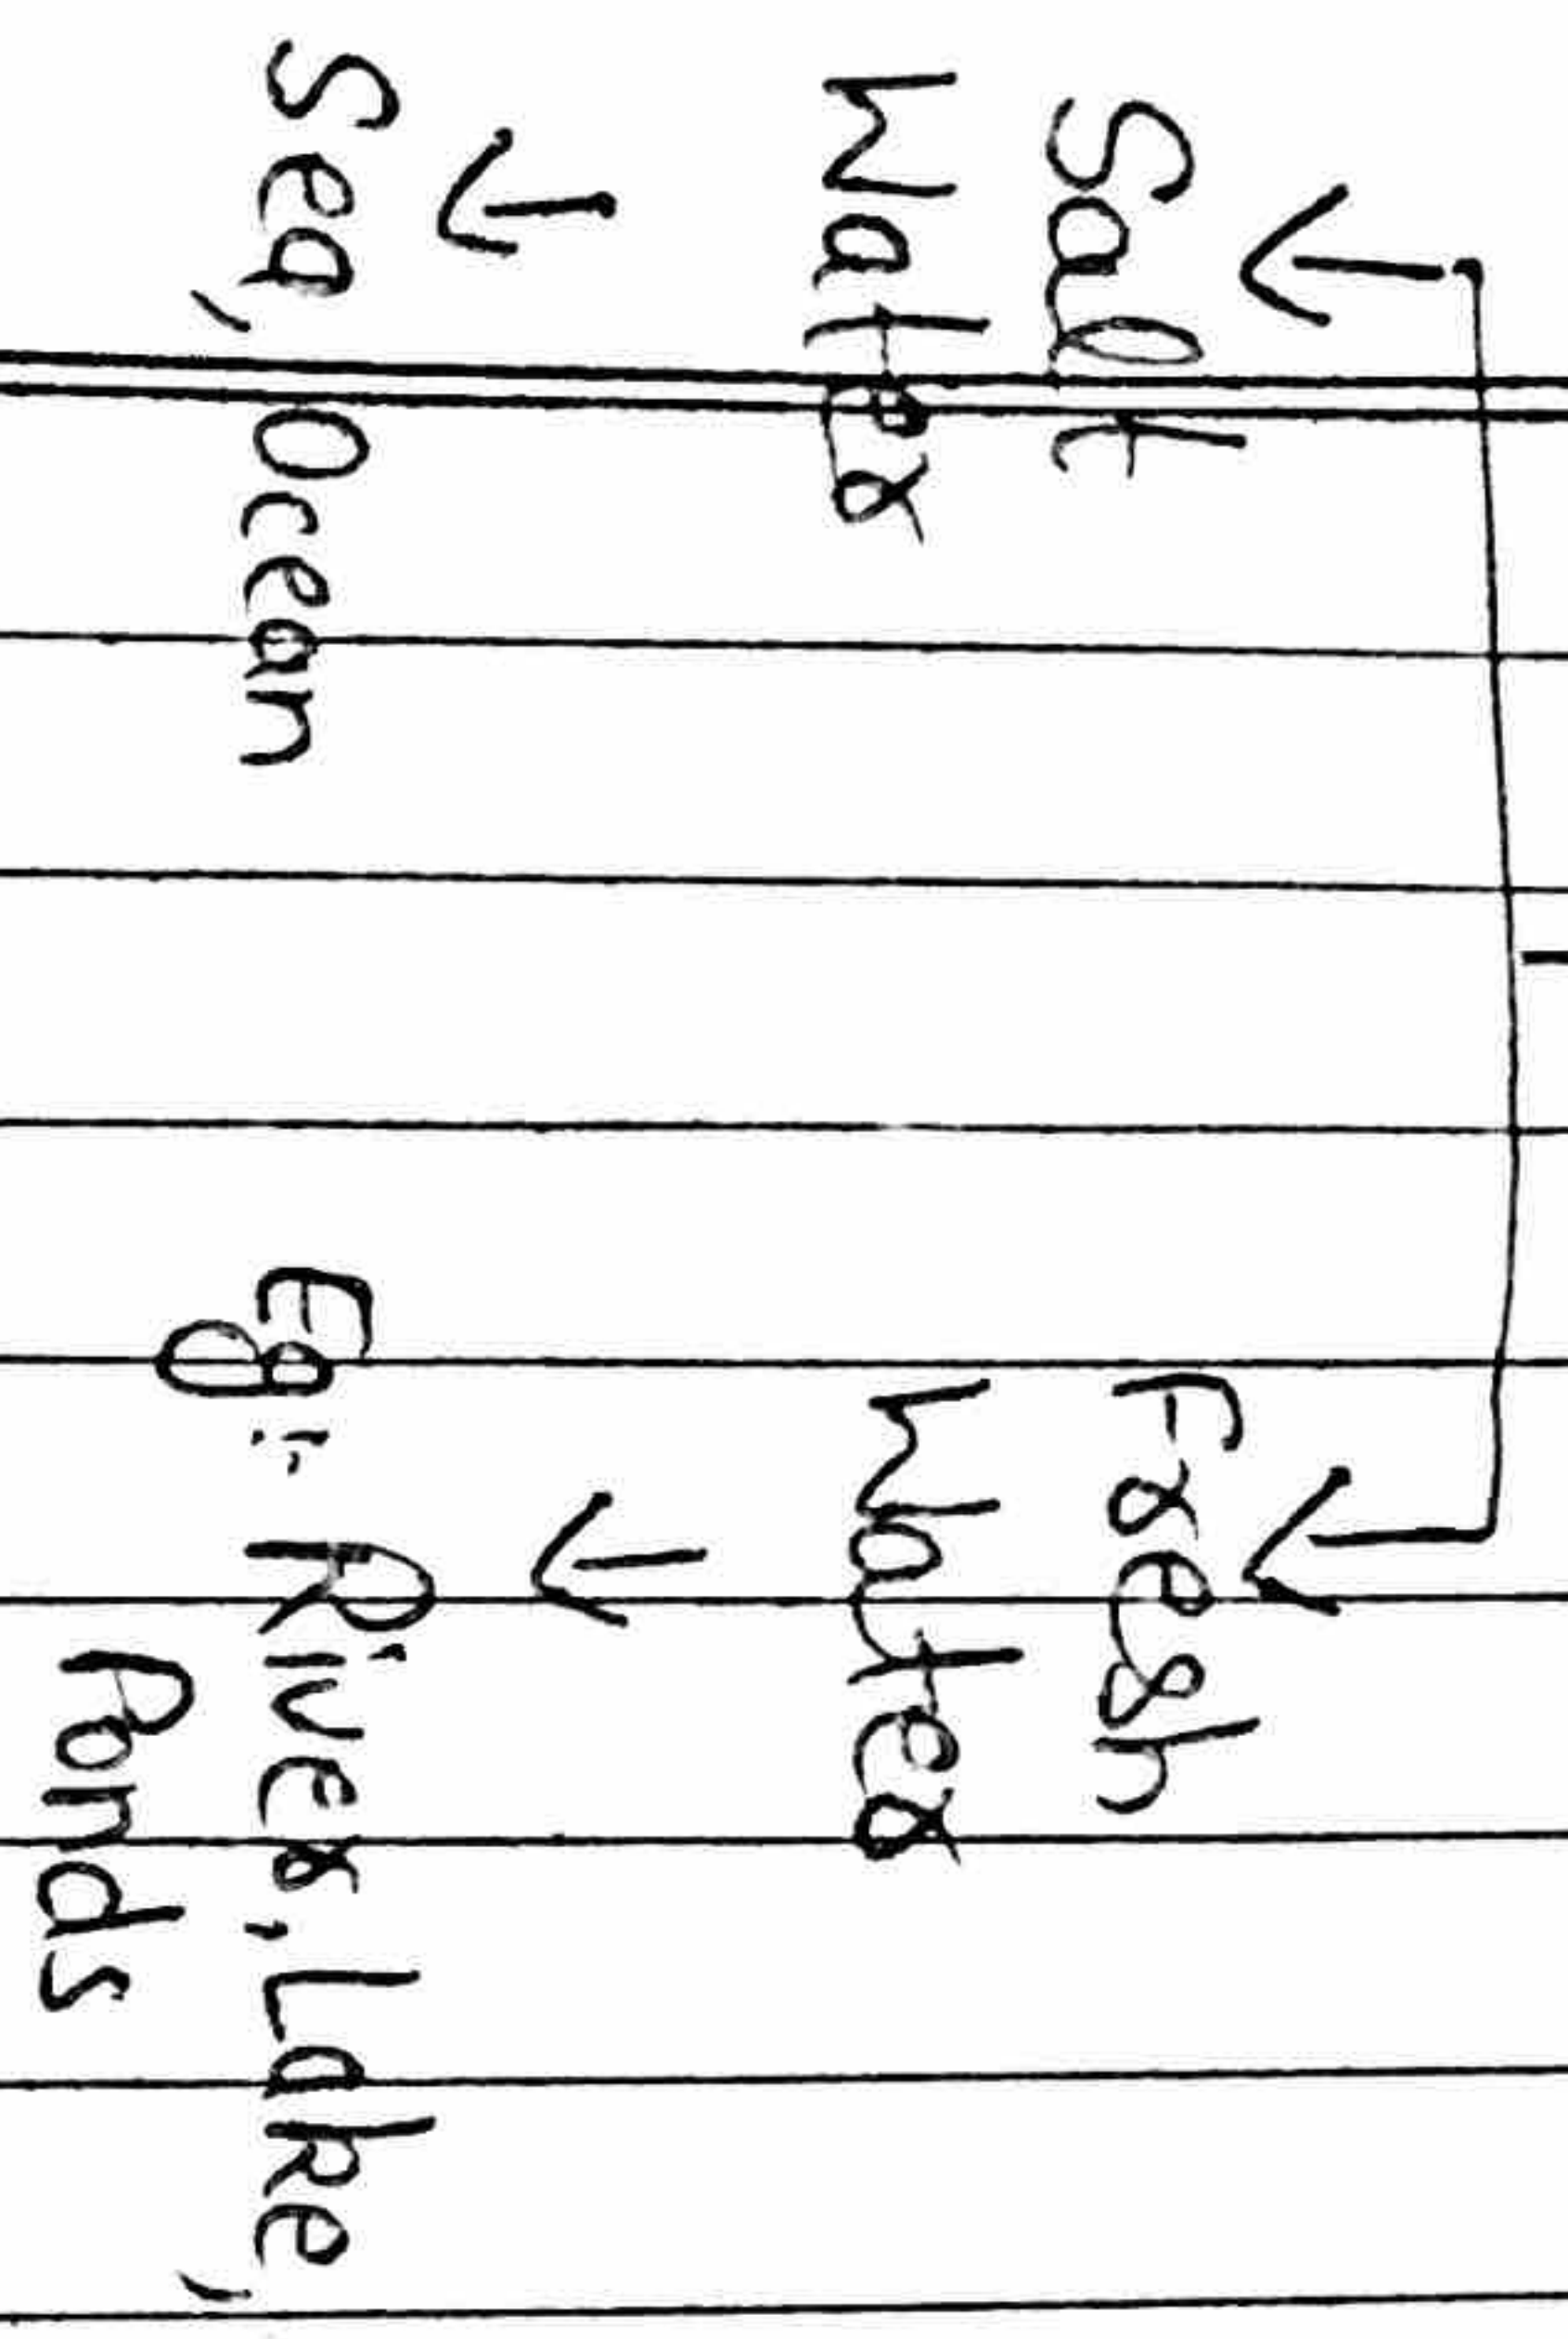 Salt
Water
Sea, Ocean
Fresh
Water
Eg:- River, Lake,
Ponds